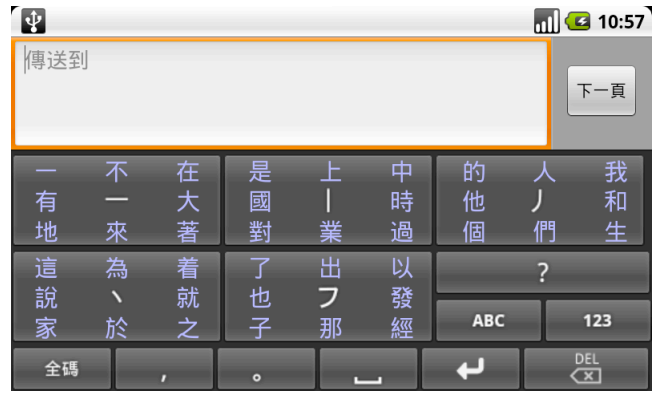 10:57
傳送到
下一頁
一 不 在 是 上 中 的 人 我
有 一 大 國 丨 時 他 丿 和
地 來 著 對 業 過 個 們 生
這 為 着 了 出 以 ?
說 丶 就 也 フ 發
家 於 之 子 那 經 ABC 123
全碼 , 。 DEL